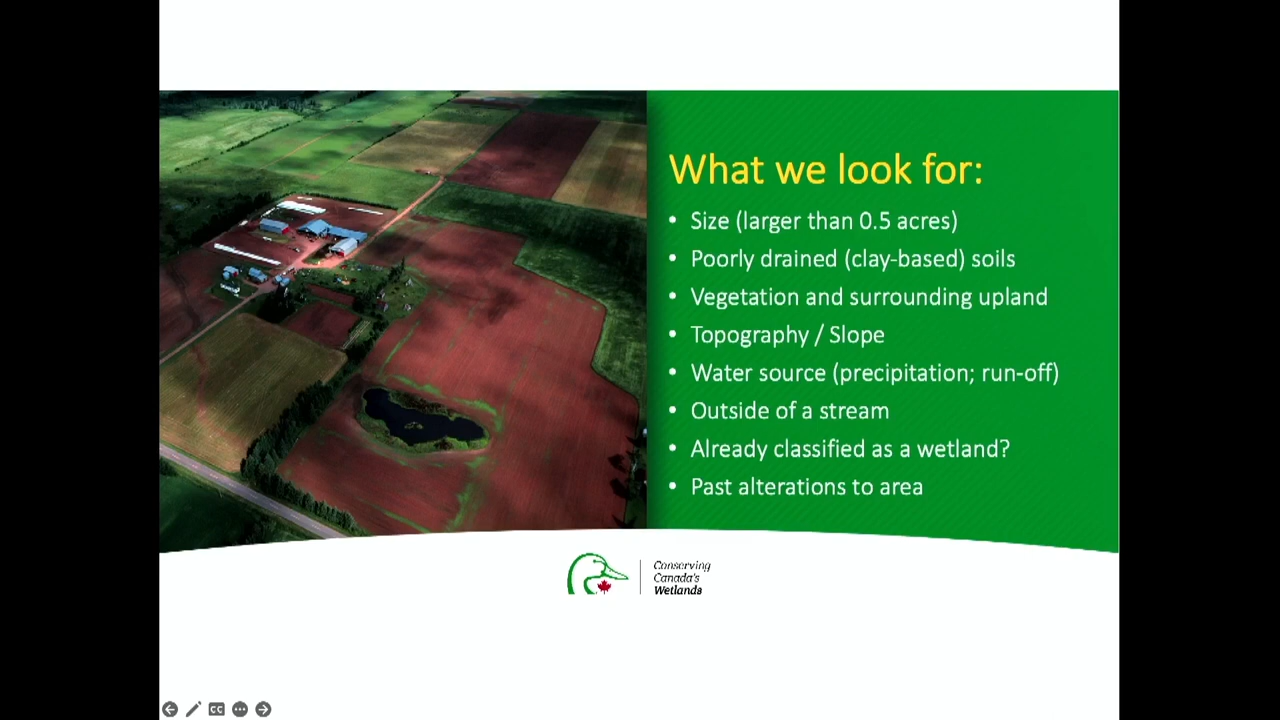 What we look for:
• Size (larger than 0.5 acres)
• Poorly drained (clay-based) soils
• Vegetation and surrounding upland
• Topography / Slope
• Water source (precipitation; run-off)
• Outside of a stream
• Already classified as a wetland?
• Past alterations to area
Conserving
Canada's
Wetlands
CC